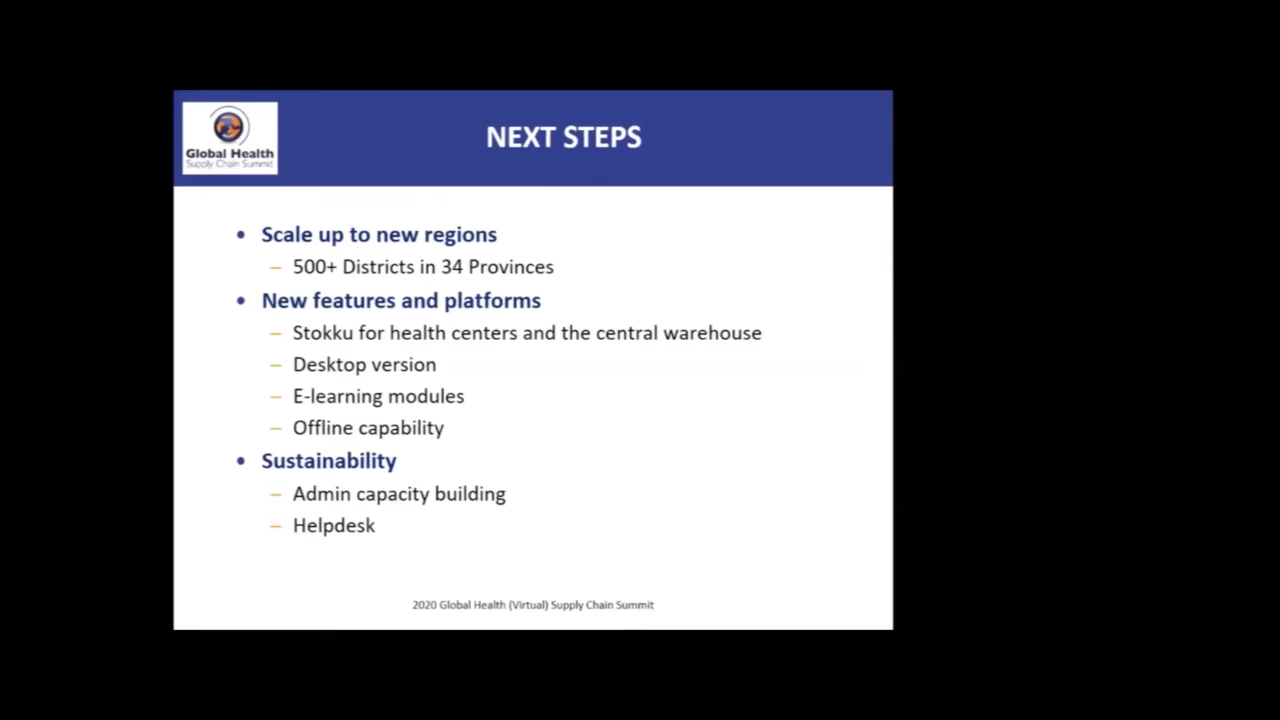 Global Health
Supply Chain Summit
NEXT STEPS
• Scale up to new regions
– 500+ Districts in 34 Provinces
• New features and platforms
– Stokku for health centers and the central warehouse
– Desktop version
– E-learning modules
– Offline capability
• Sustainability
– Admin capacity building
– Helpdesk
2020 Global Health (Virtual) Supply Chain Summit